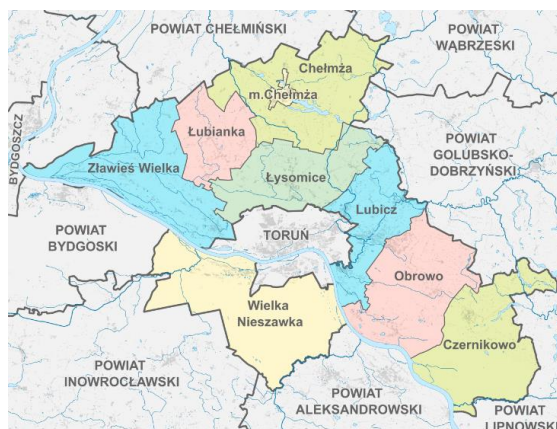 POWIAT CHEŁMIŃSKI
POWIAT
WĄBRZESKI
Chełmża
m.Chełmża
BYDGOSZCZ
Łubianka
POWIAT
GOLUBSKO-
DOBRZYŃSKI
Zławieś Wielka
Łysomice
Lubicz
POWIAT
BYDGOSKI
TORUŃ
Obrowo
Wielka
Nieszawka
Czernikowo
POWIAT
INOWROCŁAWSKI
POWIAT
ALEKSANDROWSKI
POWIAT
LIPNOWSKI